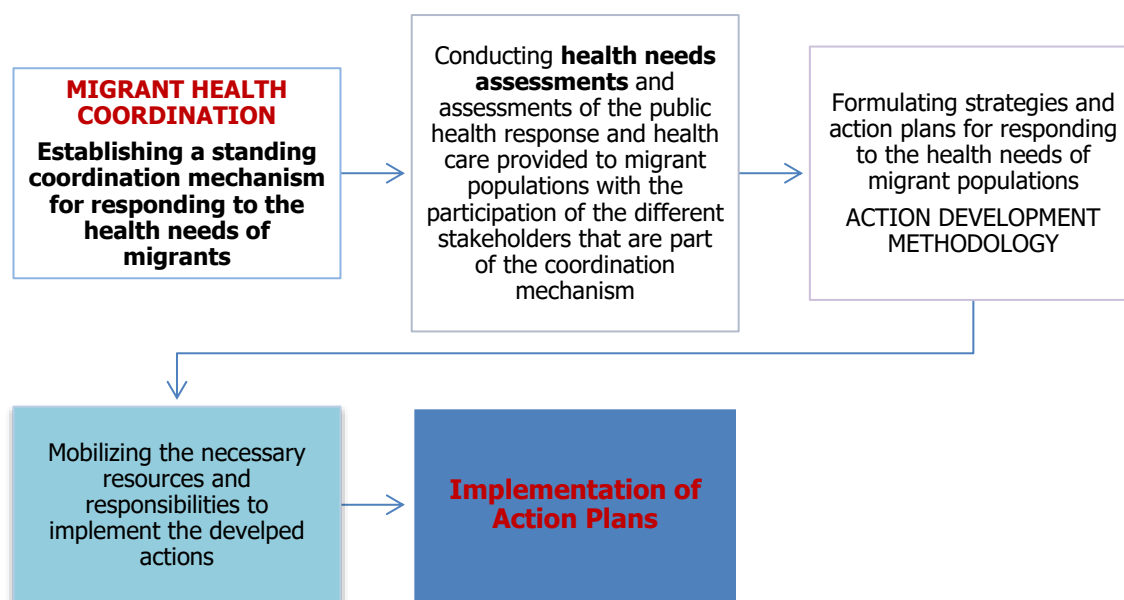 MIGRANT HEALTH
COORDINATION
Establishing a standing
coordination mechanism
for responding to the
health needs of
migrants
Conducting health needs
assessments and
assessments of the public
health response and health
care provided to migrant
populations with the
participation of the different
stakeholders that are part
of the coordination
mechanism
Formulating strategies and
action plans for responding
to the health needs of
migrant populations
ACTION DEVELOPMENT
METHODOLOGY
Mobilizing the necessary
resources and
responsibilities to
implement the develped
actions
Implementation of
Action Plans